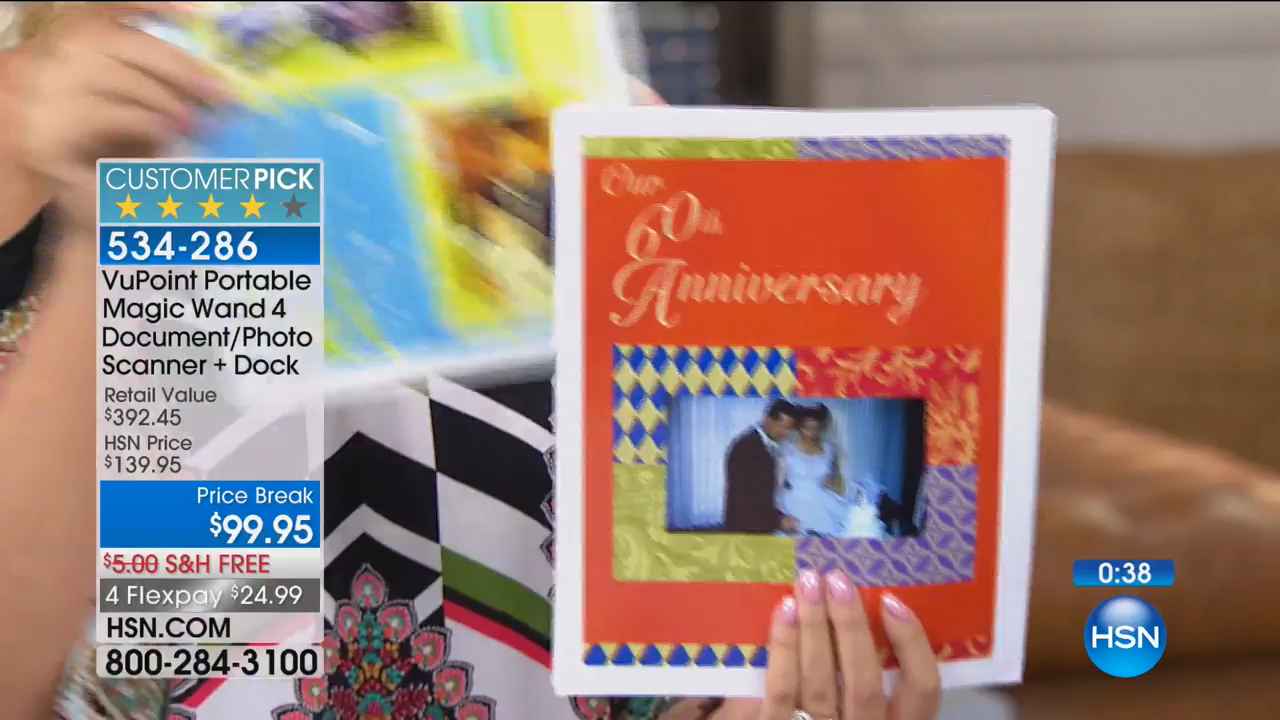 CUSTOMER PICK
534-286
VuPoint Portable
Magic Wand 4
Document/Photo
Scanner + Dock
Retail Value
$392.45
HSN Price
$139.95
Price Break
$99.95
$5.00 S&H FREE
4 Flexpay $24.99
HSN.COM
800-284-3100
Our
60th
Anniversary
0:38
HSN